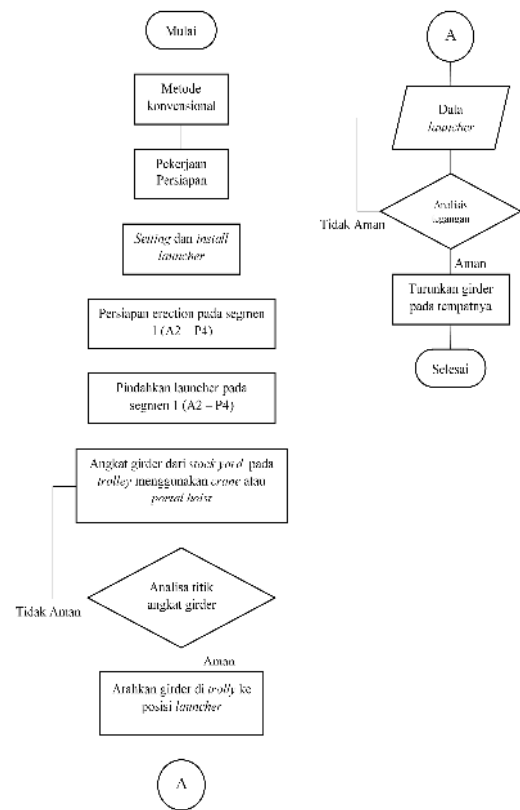 Mulai
Metode
konvensional
Pekerjaan
Persiapan
Setting dan install
launcher
Persiapan erection pada segmen
1 (A2 – P4)
Pindahkan launcher pada
segmen 1 (A2 – P4)
Angkat girder dari stock yord pada
trolley menggunakan crane atau
portal hoist
Analisa titik
angkat girder
Tidak Aman
Aman
Arahkan girder di trolly ke
posisi launcher
A
A
Data
launcher
Analisis
tegangan
Tidak Aman
Aman
Turunkan girder
pada tempatnya
Selesai